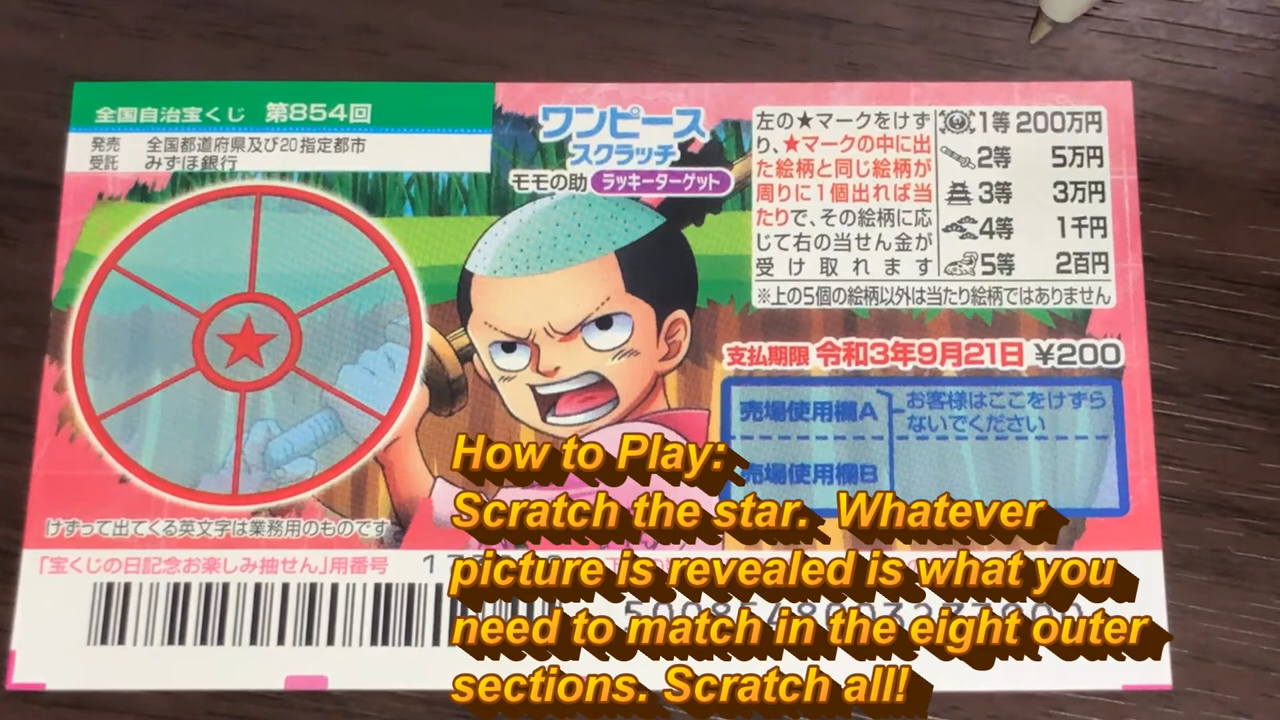 全国自治宝くじ 第854回
発売 全国都道府県及び20指定都市
受託 みずほ銀行
ワンピース
スクラッチ
モモの助 ラッキーターゲット
左の★マークをけず
り、★マークの中に出
た絵柄と同じ絵柄が
周りに1個出れば当
たりで、その絵柄に応
じて右の当せん金が
受け取れます
1等 200万円
2等 5万円
3等 3万円
4等 1千円
5等 2百円
※上の5個の絵柄以外は当たり絵柄ではありません
支払期限 令和3年9月21日 ¥200
売場使用欄A
お客様はここをけずら
ないでください
売場使用欄B
けずって出てくる英文字は業務用のものです
「宝くじの日記念お楽しみ抽せん」用番号
How to Play:
Scratch the star. Whatever
picture is revealed is what you
need to match in the eight outer
sections. Scratch all!